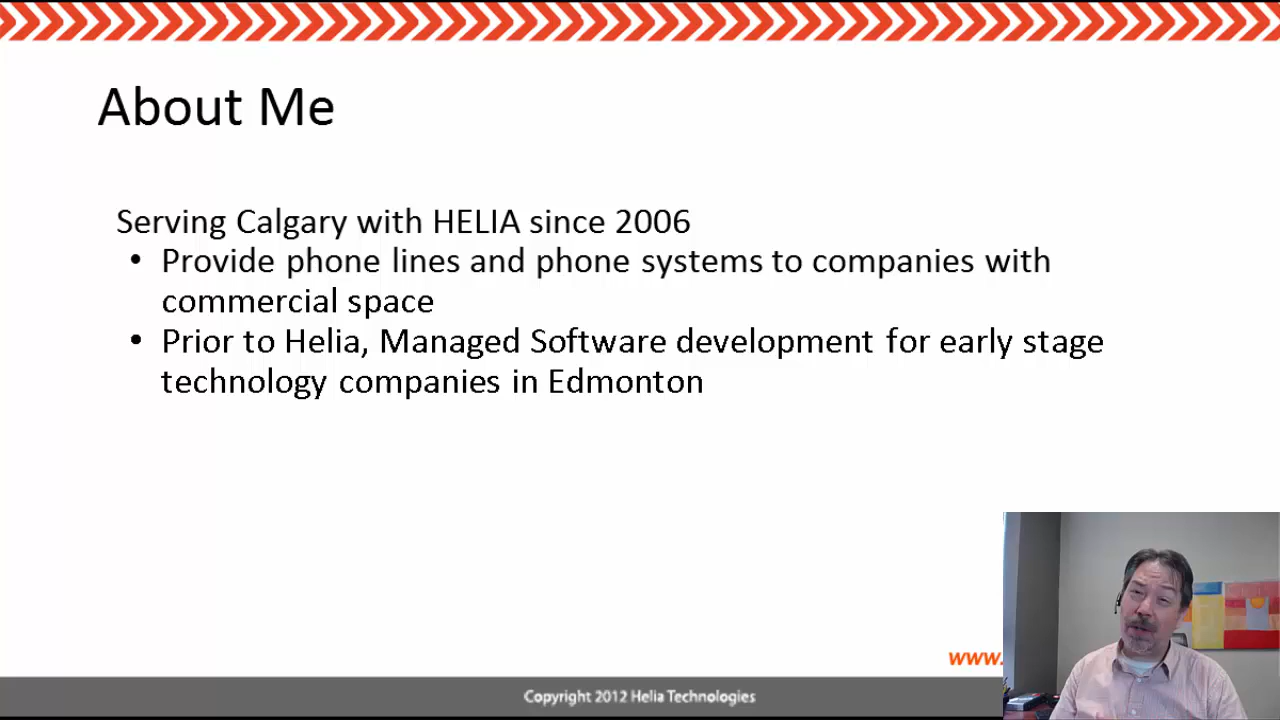 About Me
Serving Calgary with HELIA since 2006
• Provide phone lines and phone systems to companies with
commercial space
• Prior to Helia, Managed Software development for early stage
technology companies in Edmonton
www.
Copyright 2012 Helia Technologies